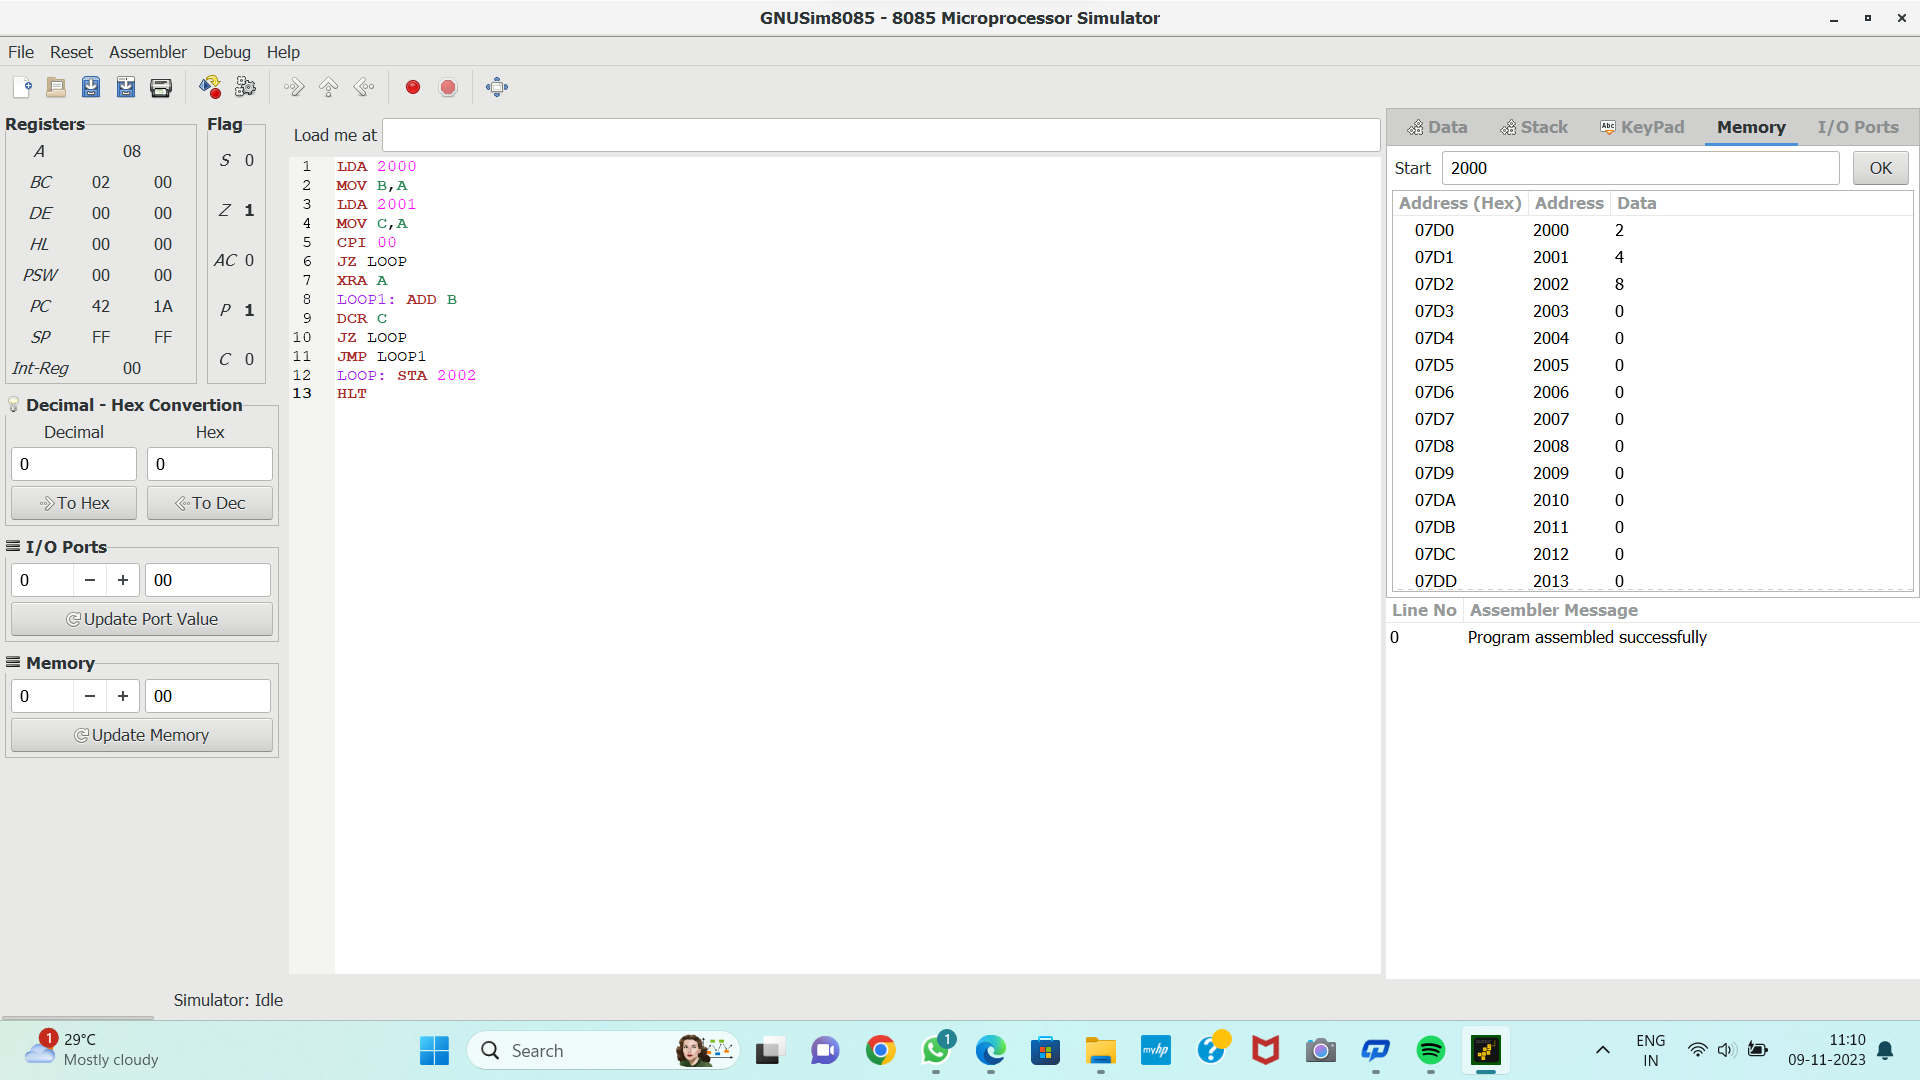 GNUSim8085 - 8085 Microprocessor Simulator
File Reset Assembler Debug Help
Registers
A 08
BC 02 00
DE 00 00
HL 00 00
PSW 00 00
PC 42 1A
SP FF FF
Int-Reg 00
Flag
S 0
Z 1
AC 0
P 1
C 0
Decimal - Hex Convertion
Decimal Hex
0 0
To Hex To Dec
I/O Ports
0 − + 00
Update Port Value
Memory
0 − + 00
Update Memory
Load me at
1 LDA 2000
2 MOV B,A
3 LDA 2001
4 MOV C,A
5 CPI 00
6 JZ LOOP
7 XRA A
8 LOOP1: ADD B
9 DCR C
10 JZ LOOP
11 JMP LOOP1
12 LOOP: STA 2002
13 HLT
Data Stack Abc KeyPad Memory I/O Ports
Start 2000 OK
Address (Hex) Address Data
07D0 2000 2
07D1 2001 4
07D2 2002 8
07D3 2003 0
07D4 2004 0
07D5 2005 0
07D6 2006 0
07D7 2007 0
07D8 2008 0
07D9 2009 0
07DA 2010 0
07DB 2011 0
07DC 2012 0
07DD 2013 0
Line No Assembler Message
0 Program assembled successfully
Simulator: Idle
1 29°C
Mostly cloudy
Search
1
myhp
ENG
IN
11:10
09-11-2023